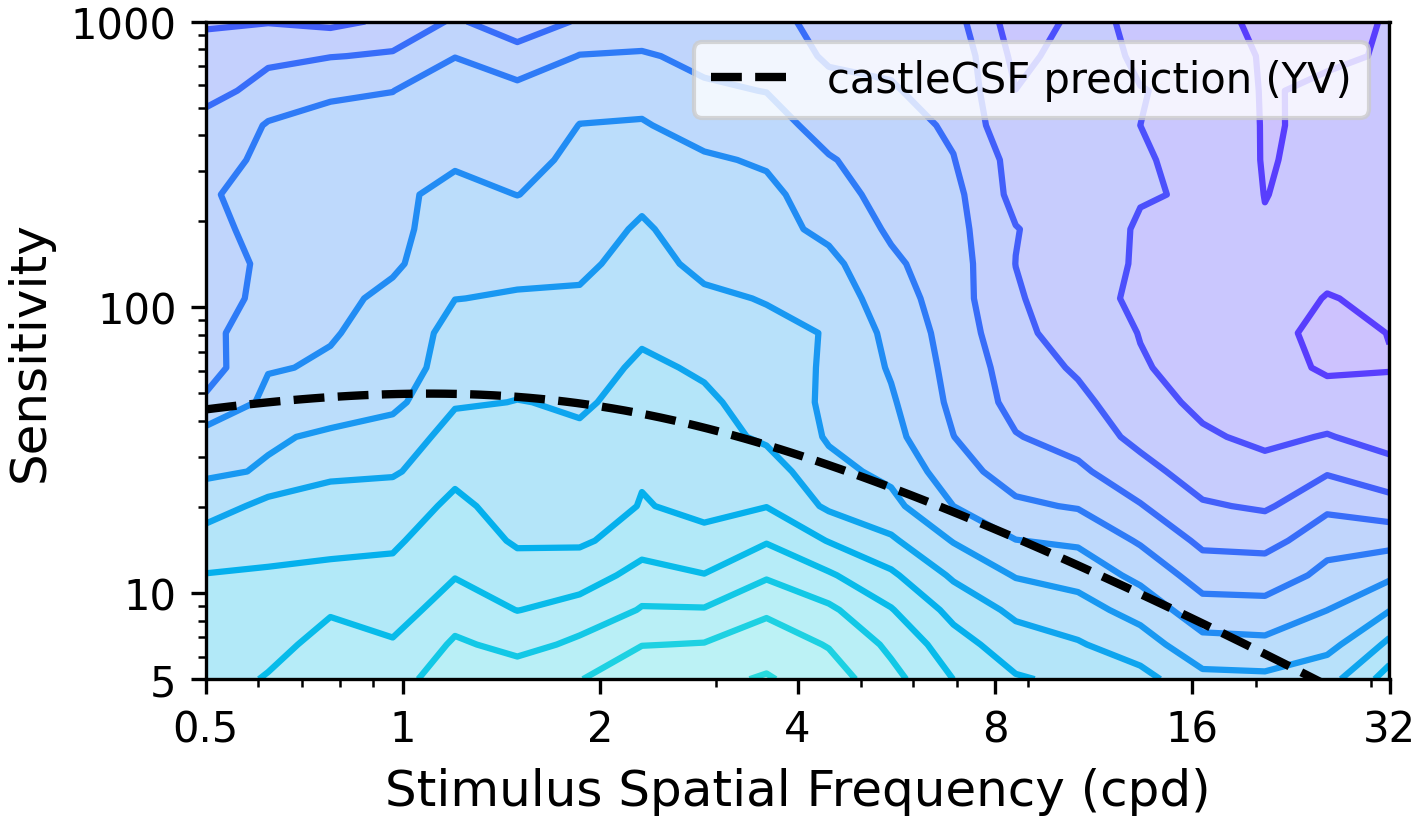 1000
castleCSF prediction (YV)
100
10
5
Sensitivity
0.5 1 2 4 8 16 32
Stimulus Spatial Frequency (cpd)